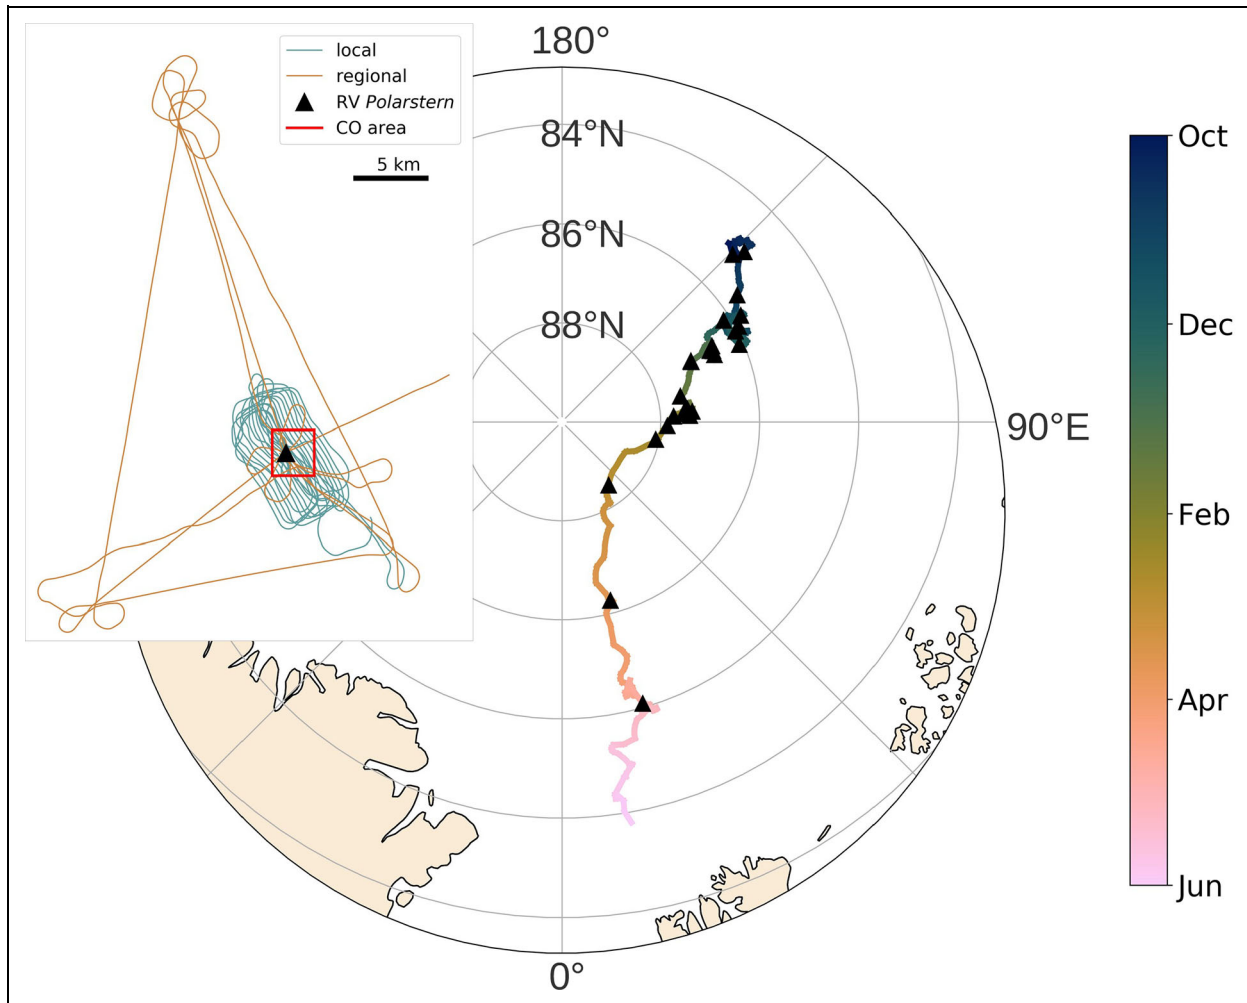 local
regional
RV Polarstern
CO area
5 km
180°
84°N
86°N
88°N
90°E
0°
Oct
Dec
Feb
Apr
Jun